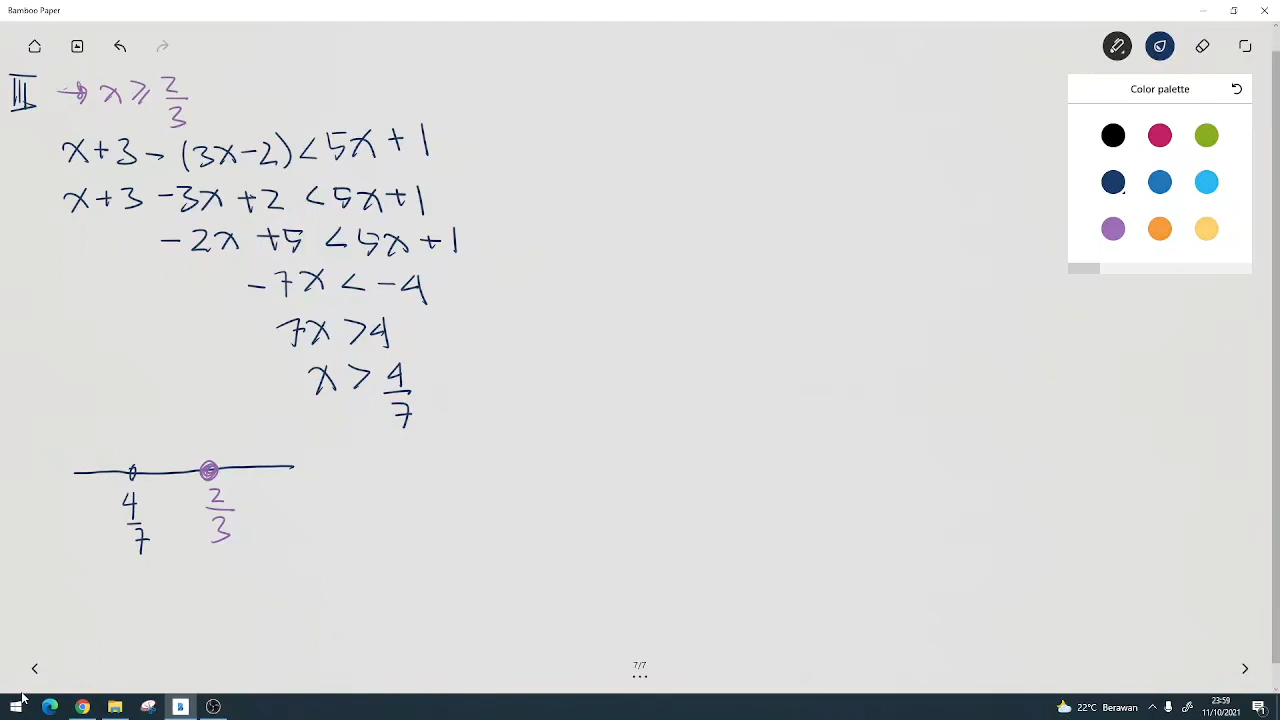 Bamboo Paper
III → x ≥ 2/3
x+3 - (3x-2) < 5x+1
x+3 -3x+2 < 5x+1
-2x +5 < 5x+1
-7x < -4
7x > 4
x > 4/7
4/7 2/3
Color palette
7/7
22°C Berawan
23:59
11/10/2021
1